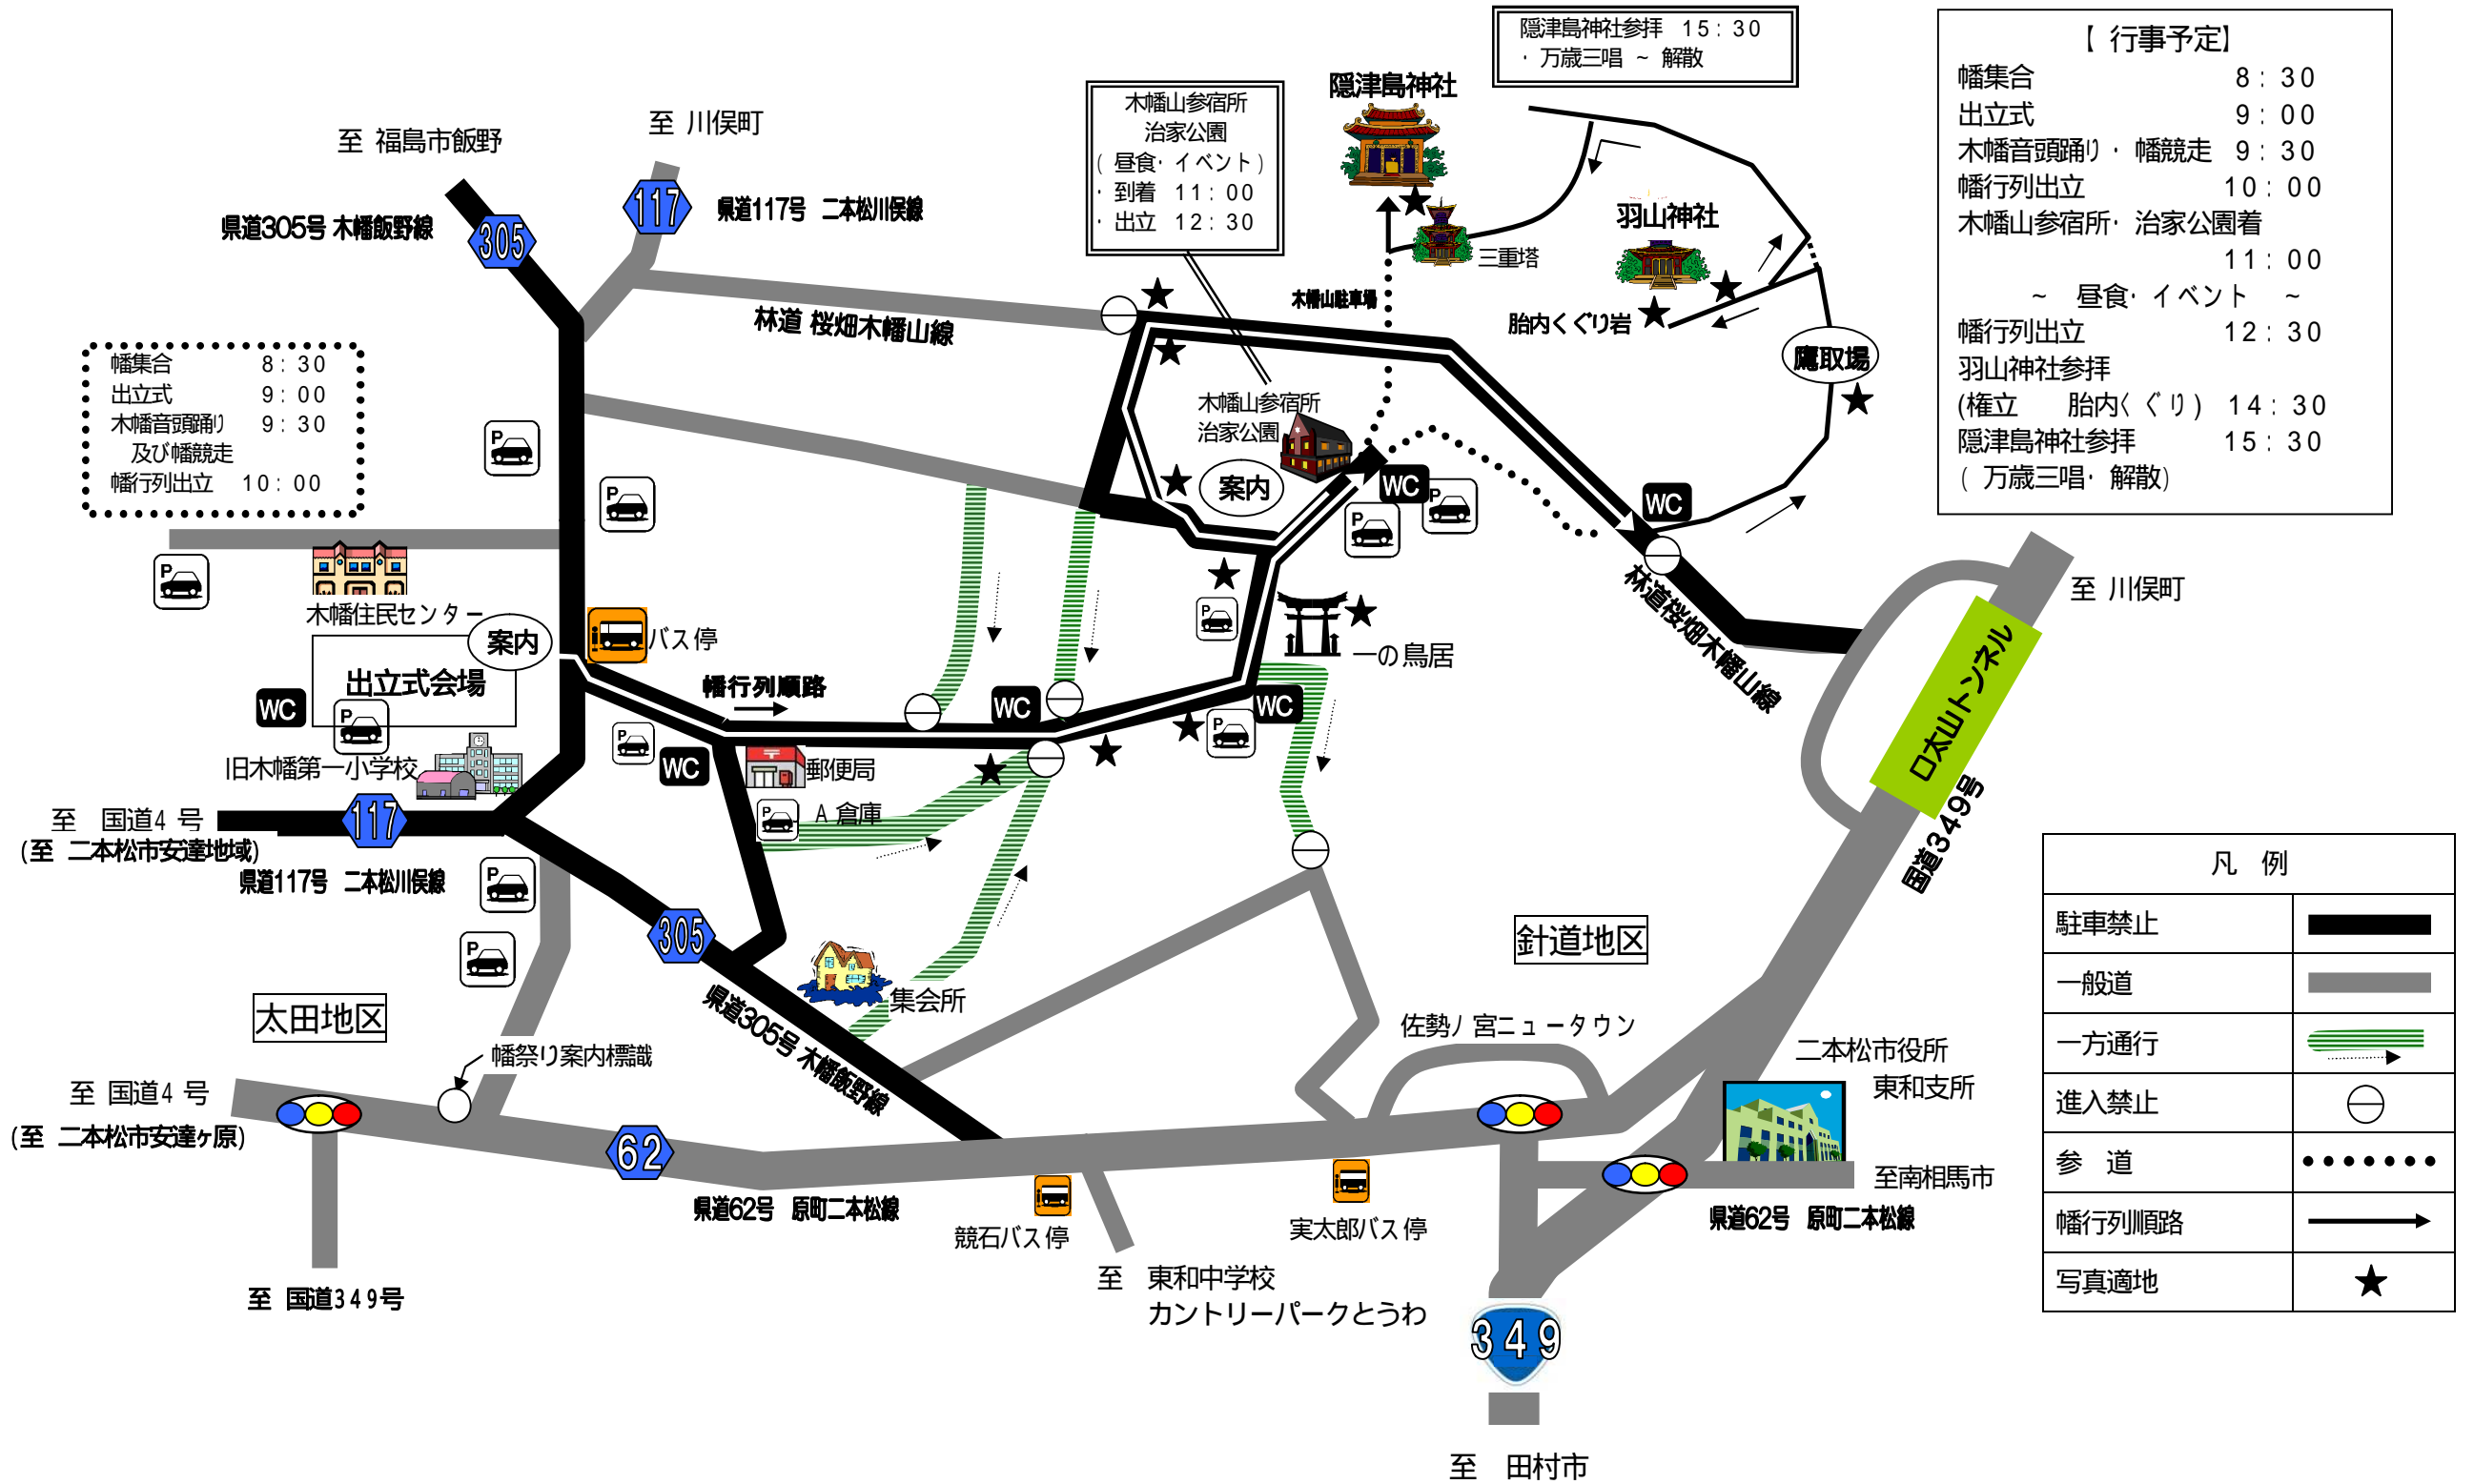 隠津島神社参拝 15:30
・万歳三唱 ~ 解散
【 行事予定】
幡集合 8:30
出立式 9:00
木幡音頭踊り・幡競走 9:30
幡行列出立 10:00
木幡山参宿所・治家公園着
11:00
~ 昼食・イベント ~
幡行列出立 12:30
羽山神社参拝
(権立 胎内くぐり) 14:30
隠津島神社参拝 15:30
( 万歳三唱・解散)
木幡山参宿所
治家公園
( 昼食・イベント)
・到着 11:00
・出立 12:30
隠津島神社
至 川俣町
至 福島市飯野
117
県道117号 二本松川俣線
県道305号 木幡飯野線
305
羽山神社
三重塔
木幡山駐車場
胎内くぐり岩
林道 桜畑木幡山線
鷹取場
幡集合 8:30
出立式 9:00
木幡音頭踊り 9:30
及び幡競走
幡行列出立 10:00
木幡山参宿所
治家公園
案内
WC
P
P
P
P
P
WC
P
P
木幡住民センター
案内
バス停
出立式会場
WC
P
旧木幡第一小学校
幡行列順路
P
WC
WC
P
WC
一の鳥居
林道桜畑木幡山線
至 川俣町
口太山トンネル
国道349号
郵便局
P
A 倉庫
至 国道4 号
(至 二本松市安達地域)
117
県道117号 二本松川俣線
P
P
305
県道305号 木幡飯野線
集会所
針道地区
太田地区
幡祭り案内標識
佐勢ノ宮ニュータウン
二本松市役所
東和支所
至 国道4 号
(至 二本松市安達ヶ原)
62
県道62号 原町二本松線
競石バス停
実太郎バス停
至南相馬市
県道62号 原町二本松線
至 国道349号
至 東和中学校
カントリーパークとうわ
349
至 田村市
凡 例
駐車禁止
一般道
一方通行
進入禁止
参 道
幡行列順路
写真適地